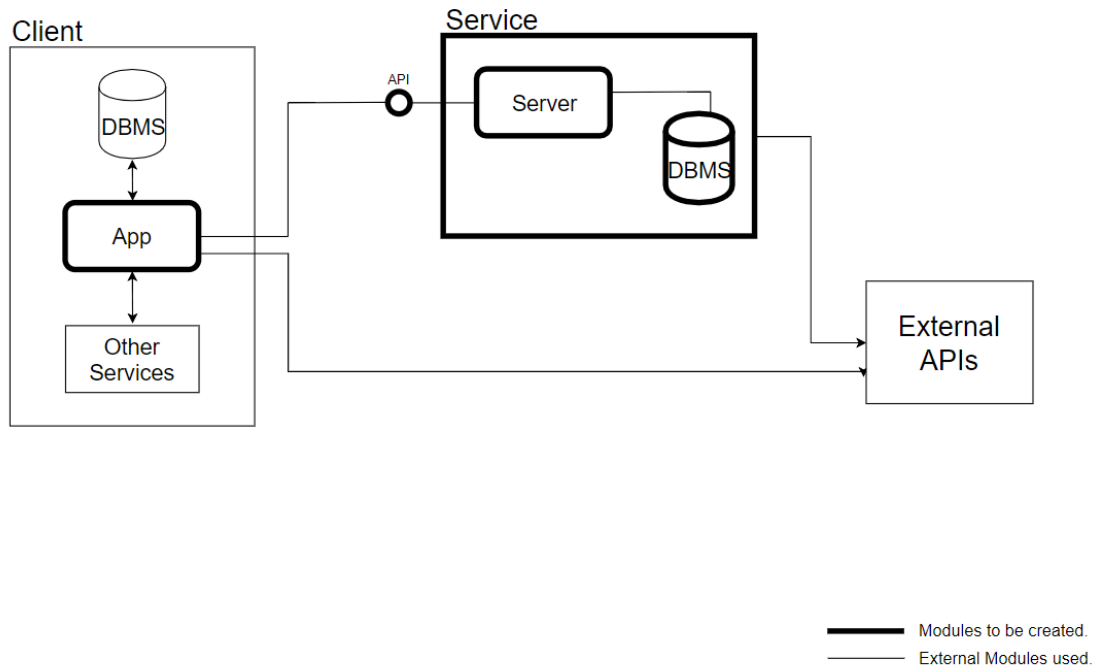 Client
DBMS
App
Other
Services
API
Service
Server
DBMS
External
APIs
Modules to be created.
External Modules used.